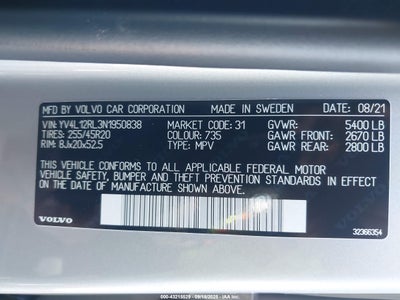 MFD. BY VOLVO CAR CORPORATION MADE IN SWEDEN DATE: 08/21
VIN: YV4L12RL3N1950838 MARKET CODE: 31 GVWR: 5400 LB
TIRES: 255/45R20 COLOUR: 735 GAWR FRONT: 2670 LB
RIM: 8Jx20x52.5 TYPE: MPV GAWR REAR: 2800 LB
THIS VEHICLE CONFORMS TO ALL APPLICABLE FEDERAL MOTOR
VEHICLE SAFETY, BUMPER AND THEFT PREVENTION STANDARDS IN EFFECT
ON THE DATE OF MANUFACTURE SHOWN ABOVE.
VOLVO
32366354